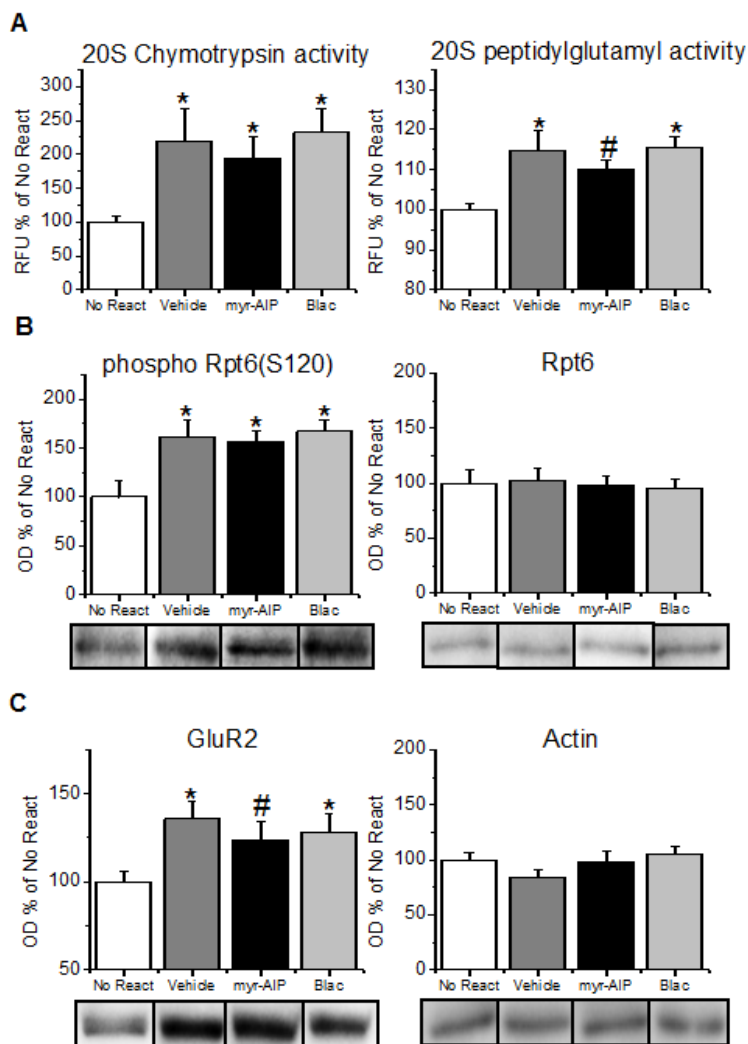 A
20S Chymotrypsin activity
20S peptidylglutamyl activity
RFU % of No React
300
250
200
150
100
50
0
*
*
*
No React Vehicle myr-AIP Blac
RFU % of No React
125
120
115
110
105
100
95
90
85
80
*
#
*
No React Vehicle myr-AIP Blac
B
phospho Rpt6(S120)
Rpt6
OD % of No React
200
150
100
50
0
*
*
*
No React Vehicle myr-AIP Blac
OD % of No React
200
150
100
50
0
No React Vehicle myr-AIP Blac
C
GluR2
Actin
OD % of No React
150
100
50
*
#
*
No React Vehicle myr-AIP Blac
OD % of No React
200
150
100
50
0
No React Vehicle myr-AIP Blac